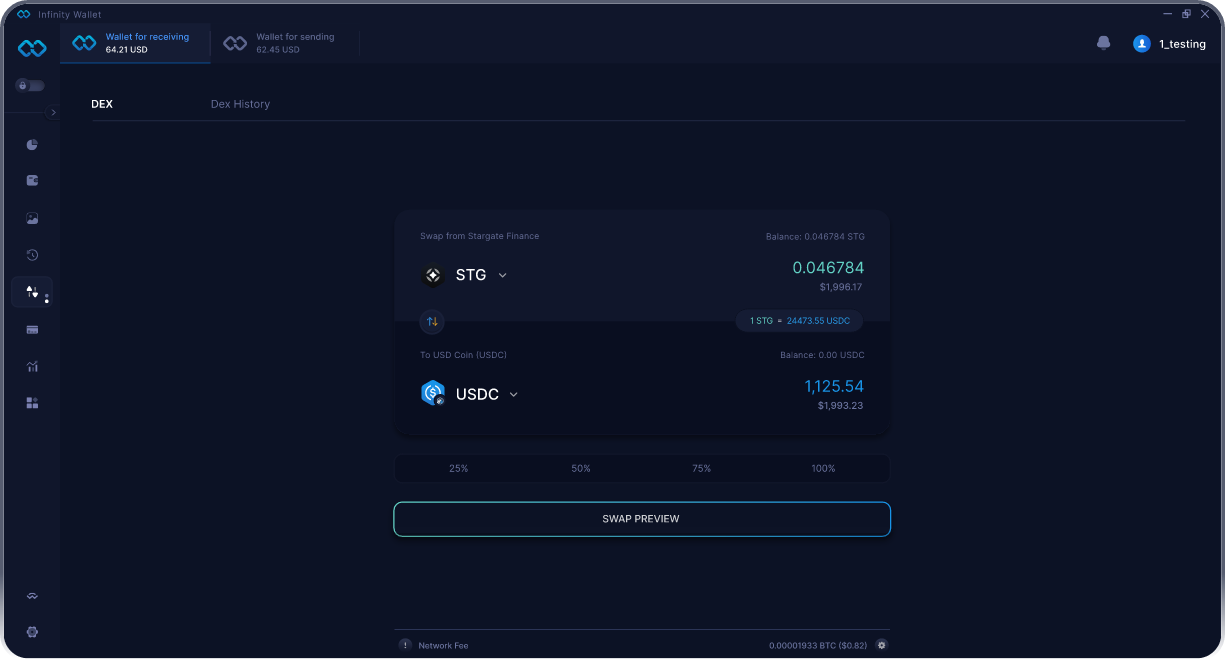 Infinity Wallet
Wallet for receiving
64.21 USD
Wallet for sending
62.45 USD
1_testing
DEX
Dex History
Swap from Stargate Finance
Balance: 0.046784 STG
STG
0.046784
$1,996.17
1 STG = 24473.55 USDC
To USD Coin (USDC)
Balance: 0.00 USDC
USDC
1,125.54
$1,993.23
25% 50% 75% 100%
SWAP PREVIEW
! Network Fee
0.00001933 BTC ($0.82)